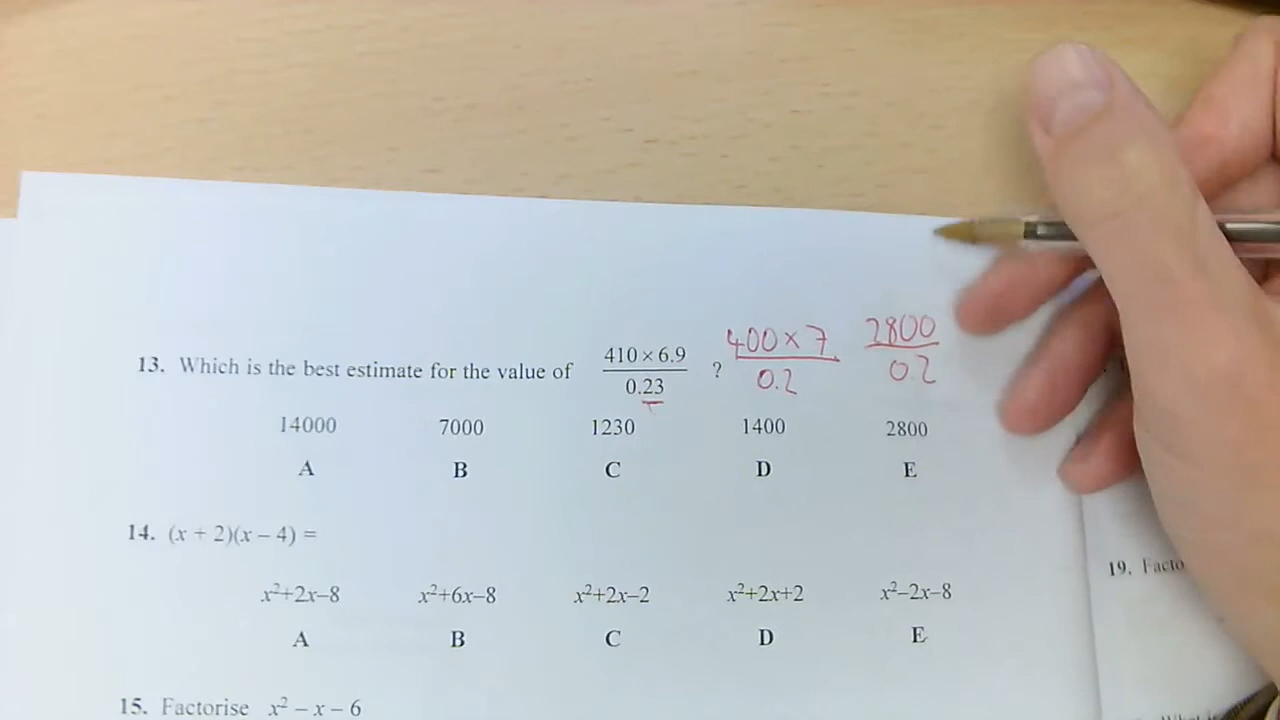 13. Which is the best estimate for the value of 410 × 6.9 / 0.23 ? 400 × 7 / 0.2 2800 / 0.2
14000 7000 1230 1400 2800
A B C D E
14. (x + 2)(x – 4) =
x²+2x–8 x²+6x–8 x²+2x–2 x²+2x+2 x²–2x–8
A B C D E
15. Factorise x² – x – 6
19. Facto